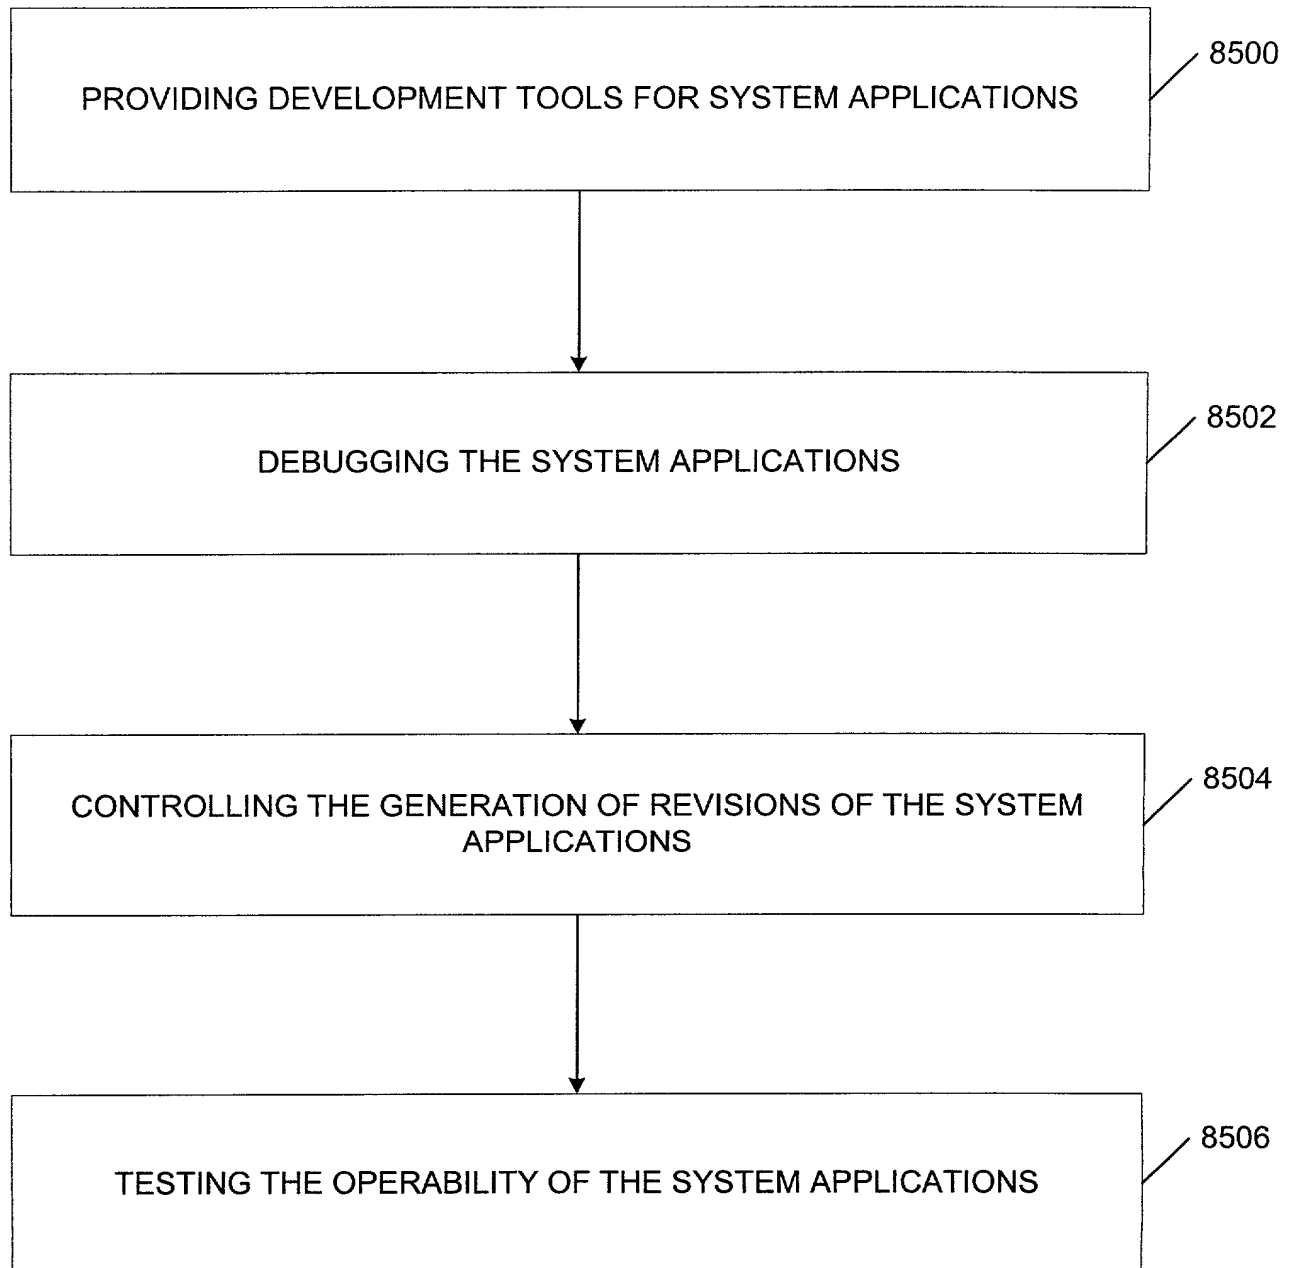 8500
PROVIDING DEVELOPMENT TOOLS FOR SYSTEM APPLICATIONS
8502
DEBUGGING THE SYSTEM APPLICATIONS
8504
CONTROLLING THE GENERATION OF REVISIONS OF THE SYSTEM
APPLICATIONS
8506
TESTING THE OPERABILITY OF THE SYSTEM APPLICATIONS